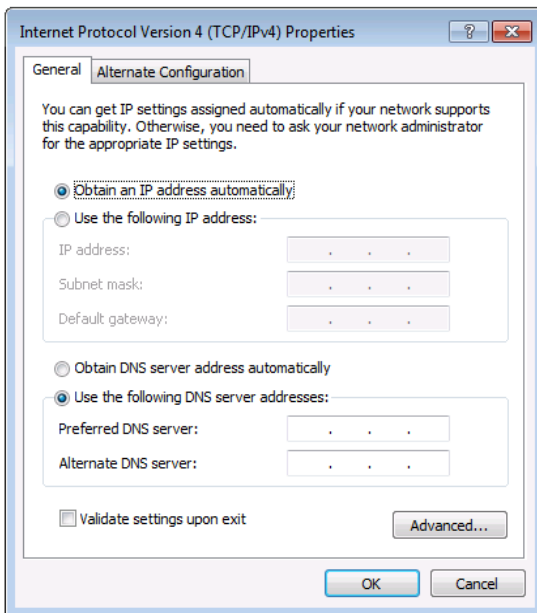 Internet Protocol Version 4 (TCP/IPv4) Properties
General
Alternate Configuration
You can get IP settings assigned automatically if your network supports
this capability. Otherwise, you need to ask your network administrator
for the appropriate IP settings.
Obtain an IP address automatically
Use the following IP address:
IP address:
Subnet mask:
Default gateway:
Obtain DNS server address automatically
Use the following DNS server addresses:
Preferred DNS server:
Alternate DNS server:
Validate settings upon exit
Advanced...
OK
Cancel